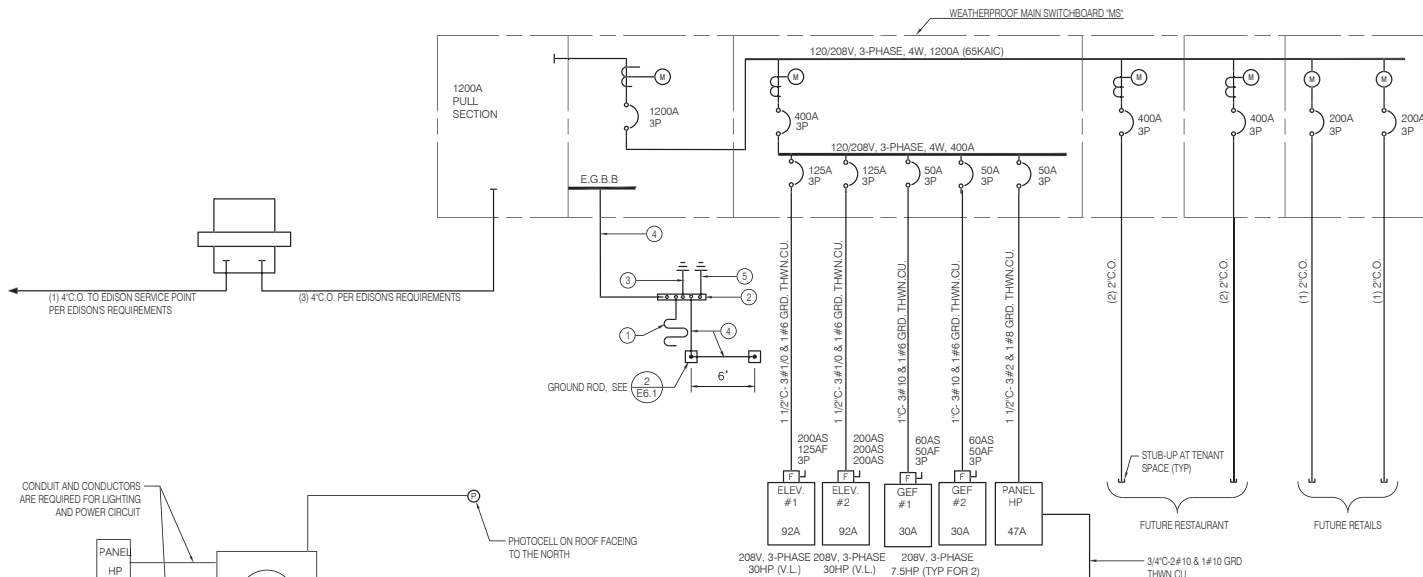 WEATHERPROOF MAIN SWITCHBOARD "MS"
120/208V, 3-PHASE, 4W, 1200A (65KAIC)
1200A
PULL
SECTION
M
1200A
3P
M
400A
3P
M
400A
3P
M
400A
3P
M
200A
3P
M
200A
3P
120/208V, 3-PHASE, 4W, 400A
125A
3P
125A
3P
50A
3P
50A
3P
50A
3P
E.G.B.B
4
3
5
2
1
4
6'
GROUND ROD, SEE
2
E6.1
(1) 4"C.O. TO EDISON SERVICE POINT
PER EDISON'S REQUIREMENTS
(3) 4"C.O. PER EDISON'S REQUIREMENTS
1 1/2"C- 3#1/0 & 1#6 GRD. THWN.CU.
1 1/2"C- 3#1/0 & 1#6 GRD. THWN.CU.
1"C- 3#10 & 1#6 GRD. THWN.CU.
1"C- 3#10 & 1#6 GRD. THWN.CU.
1 1/2"C- 3#2 & 1#8 GRD. THWN.CU.
(2) 2"C.O.
(2) 2"C.O.
(1) 2"C.O.
(1) 2"C.O.
200AS
125AF
3P
200AS
200AS
200AS
60AS
50AF
3P
60AS
50AF
3P
F
F
F
F
ELEV.
#1
92A
ELEV.
#2
92A
GEF
#1
30A
GEF
#2
30A
PANEL
HP
47A
208V, 3-PHASE
30HP (V.L.)
208V, 3-PHASE
30HP (V.L.)
208V, 3-PHASE
7.5HP (TYP FOR 2)
STUB-UP AT TENANT
SPACE (TYP)
FUTURE RESTAURANT
FUTURE RETAILS
3/4"C-2#10 & 1#10 GRD
THWN CU
CONDUIT AND CONDUCTORS
ARE REQUIRED FOR LIGHTING
AND POWER CIRCUIT
PANEL
HP
P
PHOTOCELL ON ROOF FACEING
TO THE NORTH